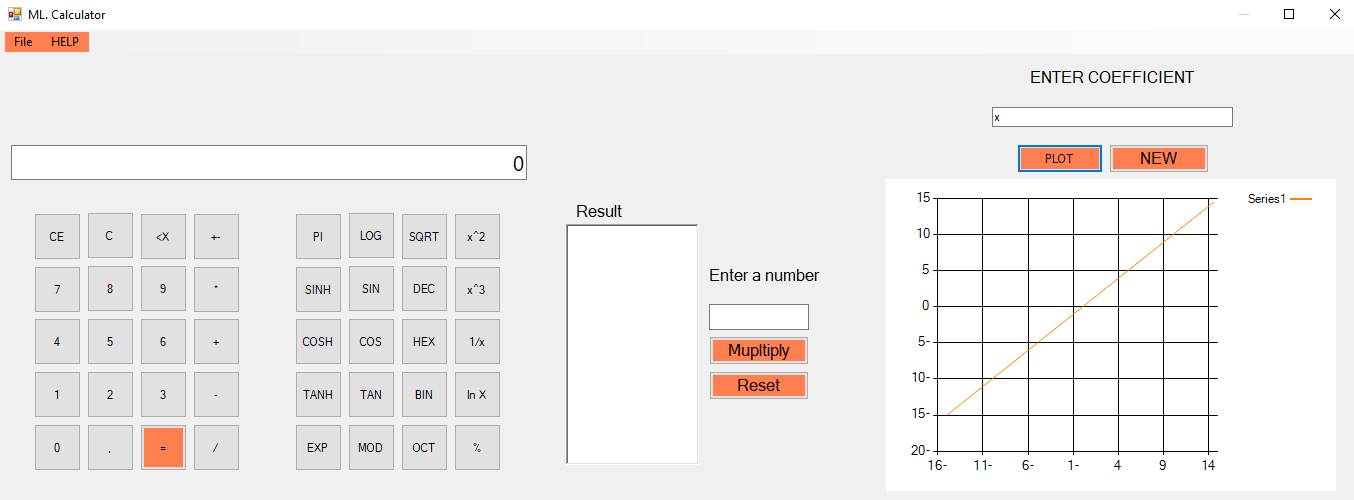 ML. Calculator
File HELP
ENTER COEFFICIENT
x
PLOT NEW
0
CE C <X +-
7 8 9 *
4 5 6 +
1 2 3 -
0 . = /
PI LOG SQRT x^2
SINH SIN DEC x^3
COSH COS HEX 1/x
TANH TAN BIN ln X
EXP MOD OCT %
Result
Enter a number
Mupltiply
Reset
15
10
5
0
5-
10-
15-
20-
16- 11- 6- 1- 4 9 14
Series1